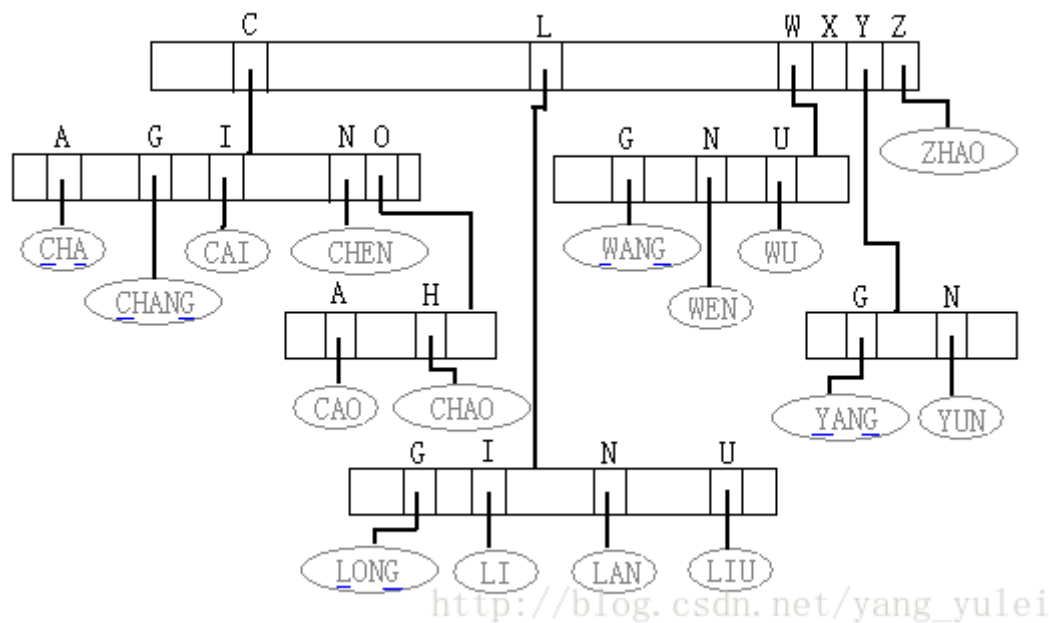 C L W X Y Z
A G I N O
G N U
ZHAO
CHA
CAI
CHEN
WANG
WU
CHANG
WEN
A H
G N
CAO
CHAO
YANG
YUN
G I N U
LONG
LI
LAN
LIU
http://blog.csdn.net/yang_yulei